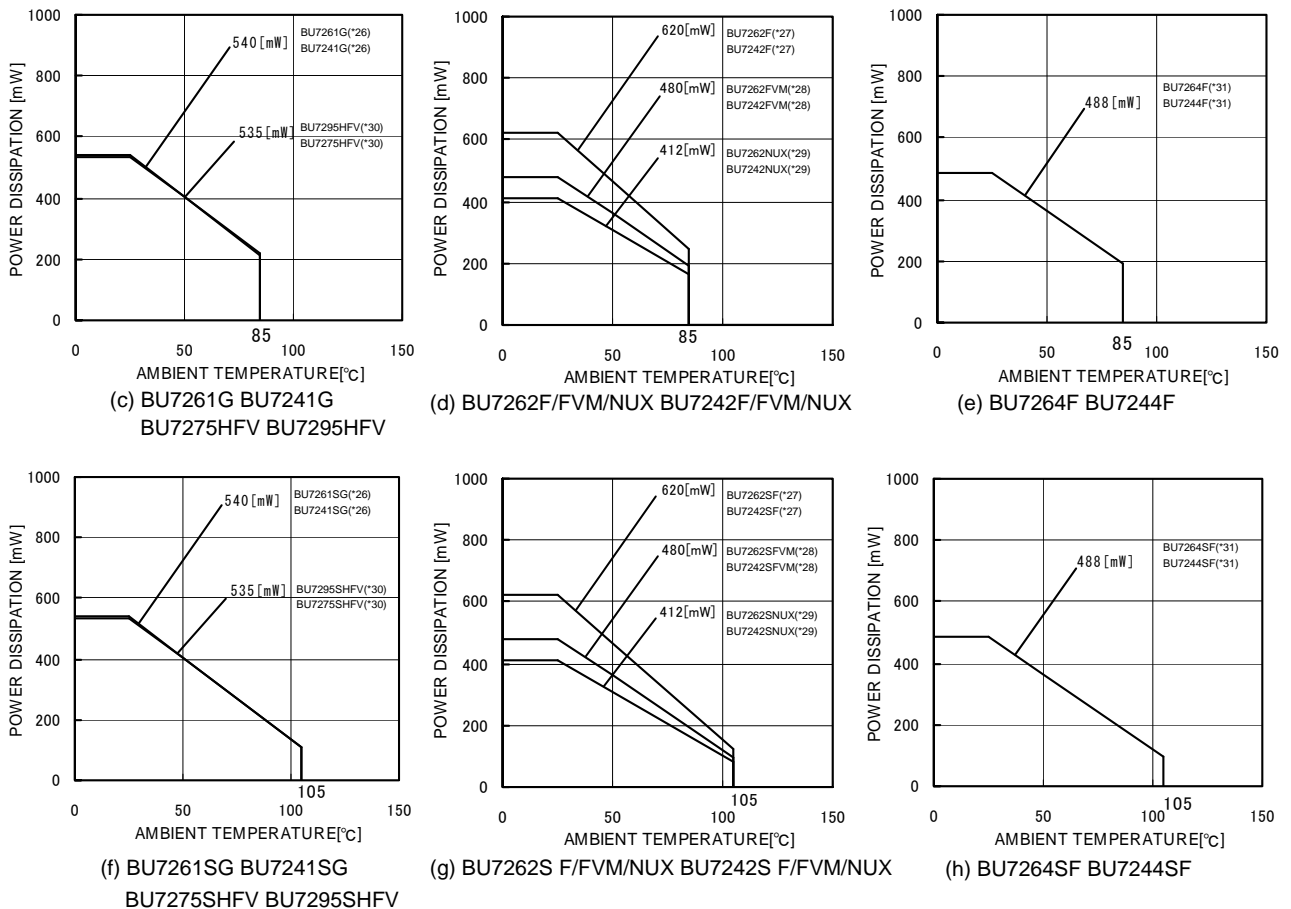 1000
800
600
400
200
0
POWER DISSIPATION [mW]
540[mW]
BU7261G(*26)
BU7241G(*26)
535[mW]
BU7295HFV(*30)
BU7275HFV(*30)
85
0 50 100 150
AMBIENT TEMPERATURE[°C]
(c) BU7261G BU7241G
BU7275HFV BU7295HFV
1000
800
600
400
200
0
POWER DISSIPATION [mW]
620[mW]
BU7262F(*27)
BU7242F(*27)
480[mW]
BU7262FVM(*28)
BU7242FVM(*28)
412[mW]
BU7262NUX(*29)
BU7242NUX(*29)
85
0 50 100 150
AMBIENT TEMPERATURE[°C]
(d) BU7262F/FVM/NUX BU7242F/FVM/NUX
1000
800
600
400
200
0
POWER DISSIPATION [mW]
488[mW]
BU7264F(*31)
BU7244F(*31)
85
0 50 100 150
AMBIENT TEMPERATURE[°C]
(e) BU7264F BU7244F
1000
800
600
400
200
0
POWER DISSIPATION [mW]
540[mW]
BU7261SG(*26)
BU7241SG(*26)
535[mW]
BU7295SHFV(*30)
BU7275SHFV(*30)
105
0 50 100 150
AMBIENT TEMPERATURE[°C]
(f) BU7261SG BU7241SG
BU7275SHFV BU7295SHFV
1000
800
600
400
200
0
POWER DISSIPATION [mW]
620[mW]
BU7262SF(*27)
BU7242SF(*27)
480[mW]
BU7262SFVM(*28)
BU7242SFVM(*28)
412[mW]
BU7262SNUX(*29)
BU7242SNUX(*29)
105
0 50 100 150
AMBIENT TEMPERATURE[°C]
(g) BU7262S F/FVM/NUX BU7242S F/FVM/NUX
1000
800
600
400
200
0
POWER DISSIPATION [mW]
488[mW]
BU7264SF(*31)
BU7244SF(*31)
105
0 50 100 150
AMBIENT TEMPERATURE[°C]
(h) BU7264SF BU7244SF